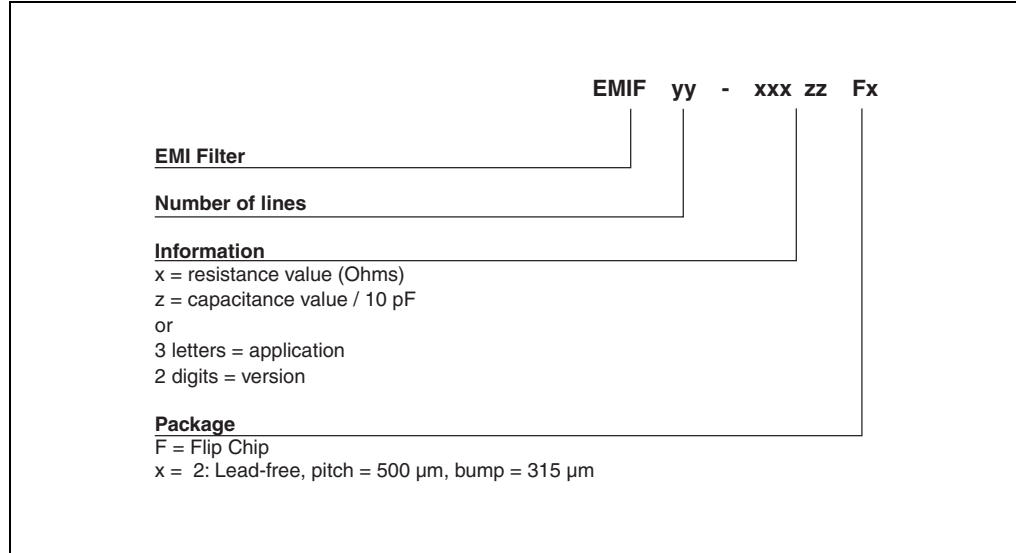 EMIF yy - xxx zz Fx
EMI Filter
Number of lines
Information
x = resistance value (Ohms)
z = capacitance value / 10 pF
or
3 letters = application
2 digits = version
Package
F = Flip Chip
x = 2: Lead-free, pitch = 500 µm, bump = 315 µm